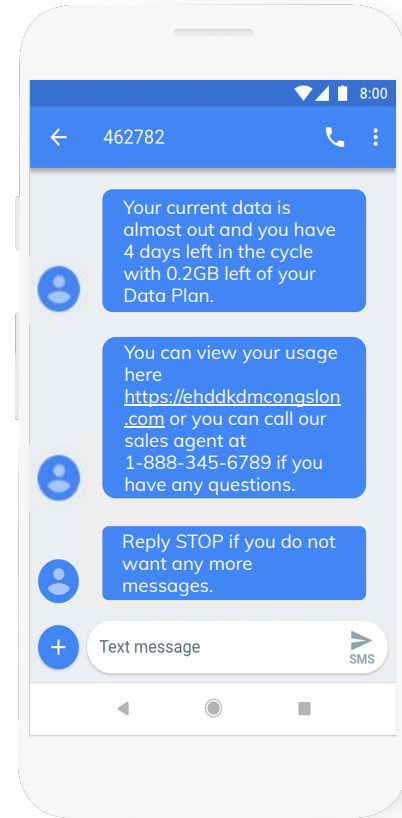 8:00
462782
Your current data is
almost out and you have
4 days left in the cycle
with 0.2GB left of your
Data Plan.
You can view your usage
here
https://ehddkdmcongslon
.com or you can call our
sales agent at
1-888-345-6789 if you
have any questions.
Reply STOP if you do not
want any more
messages.
+
Text message
SMS